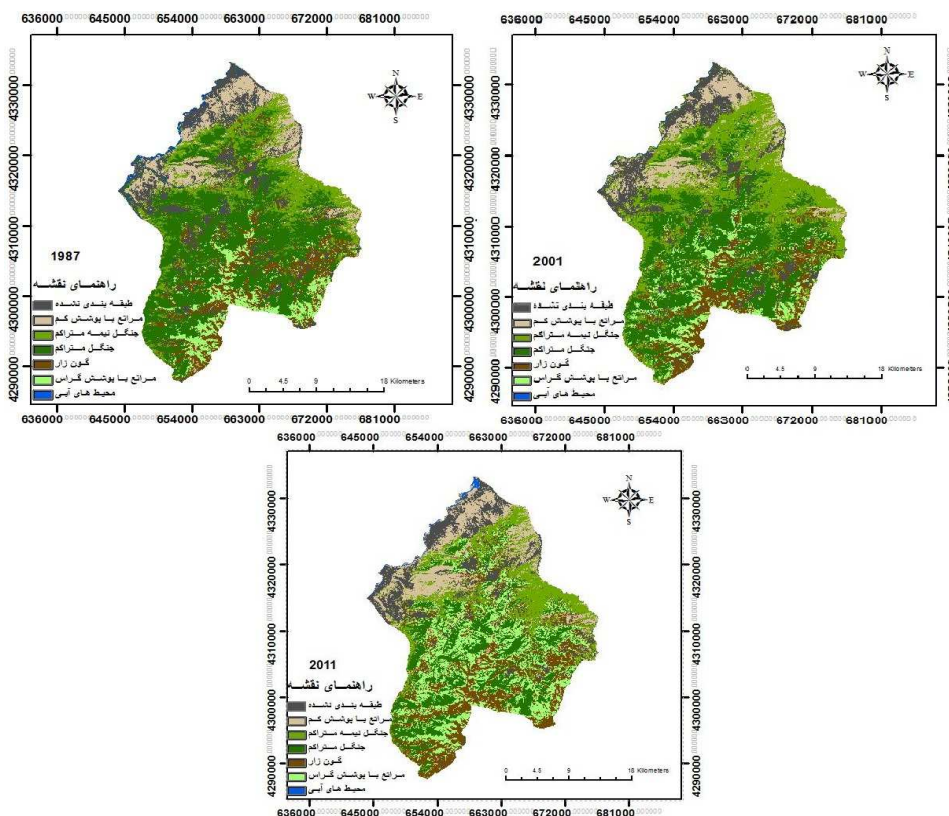 636000 645000 654000 663000 672000 681000
4330000
4320000
4310000
4300000
4290000
N
W E
S
1987
راهنمای نقشه
طبقه بندی نشده
مراتع با پوشش کم
جنگل نیمه متراکم
جنگل متراکم
گون زار
مراتع با پوشش گراس
محیط های آبی
0 4.5 9 18 Kilometers
636000 645000 654000 663000 672000 681000
636000 645000 654000 663000 672000 681000
4330000
4320000
4310000
4300000
4290000
N
W E
S
2001
راهنمای نقشه
طبقه بندی نشده
مراتع با پوشش کم
جنگل نیمه متراکم
جنگل متراکم
گون زار
مراتع با پوشش گراس
محیط های آبی
0 4.5 9 18 Kilometers
636000 645000 654000 663000 672000 681000
636000 645000 654000 663000 672000 681000
4330000
4320000
4310000
4300000
4290000
4330000
4320000
4310000
4300000
4290000
N
W E
S
2011
راهنمای نقشه
طبقه بندی نشده
مراتع با پوشش کم
جنگل نیمه متراکم
جنگل متراکم
گون زار
مراتع با پوشش گراس
محیط های آبی
0 4.5 9 18 Kilometers
636000 645000 654000 663000 672000 681000